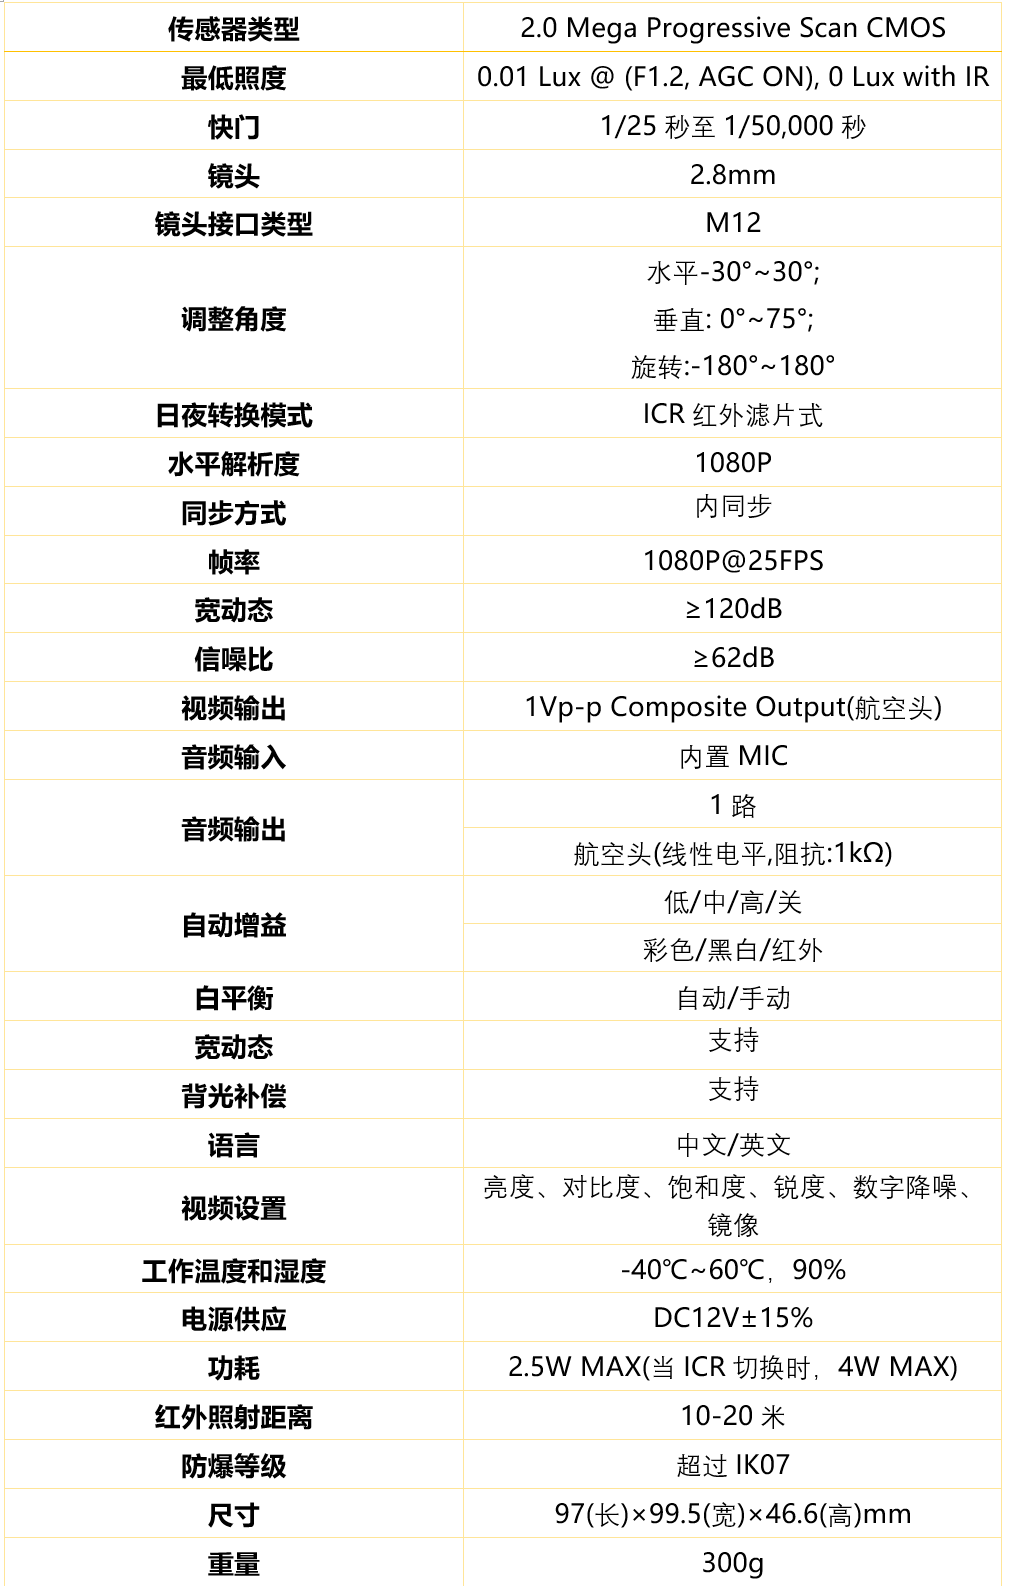 传感器类型 2.0 Mega Progressive Scan CMOS
最低照度 0.01 Lux @ (F1.2, AGC ON), 0 Lux with IR
快门 1/25 秒至 1/50,000 秒
镜头 2.8mm
镜头接口类型 M12
调整角度 水平-30°~30°;
垂直: 0°~75°;
旋转:-180°~180°
日夜转换模式 ICR 红外滤片式
水平解析度 1080P
同步方式 内同步
帧率 1080P@25FPS
宽动态 ≥120dB
信噪比 ≥62dB
视频输出 1Vp-p Composite Output(航空头)
音频输入 内置 MIC
音频输出 1 路
航空头(线性电平,阻抗:1kΩ)
自动增益 低/中/高/关
彩色/黑白/红外
白平衡 自动/手动
宽动态 支持
背光补偿 支持
语言 中文/英文
视频设置 亮度、对比度、饱和度、锐度、数字降噪、
镜像
工作温度和湿度 -40℃~60℃，90%
电源供应 DC12V±15%
功耗 2.5W MAX(当 ICR 切换时，4W MAX)
红外照射距离 10-20 米
防爆等级 超过 IK07
尺寸 97(长)×99.5(宽)×46.6(高)mm
重量 300g